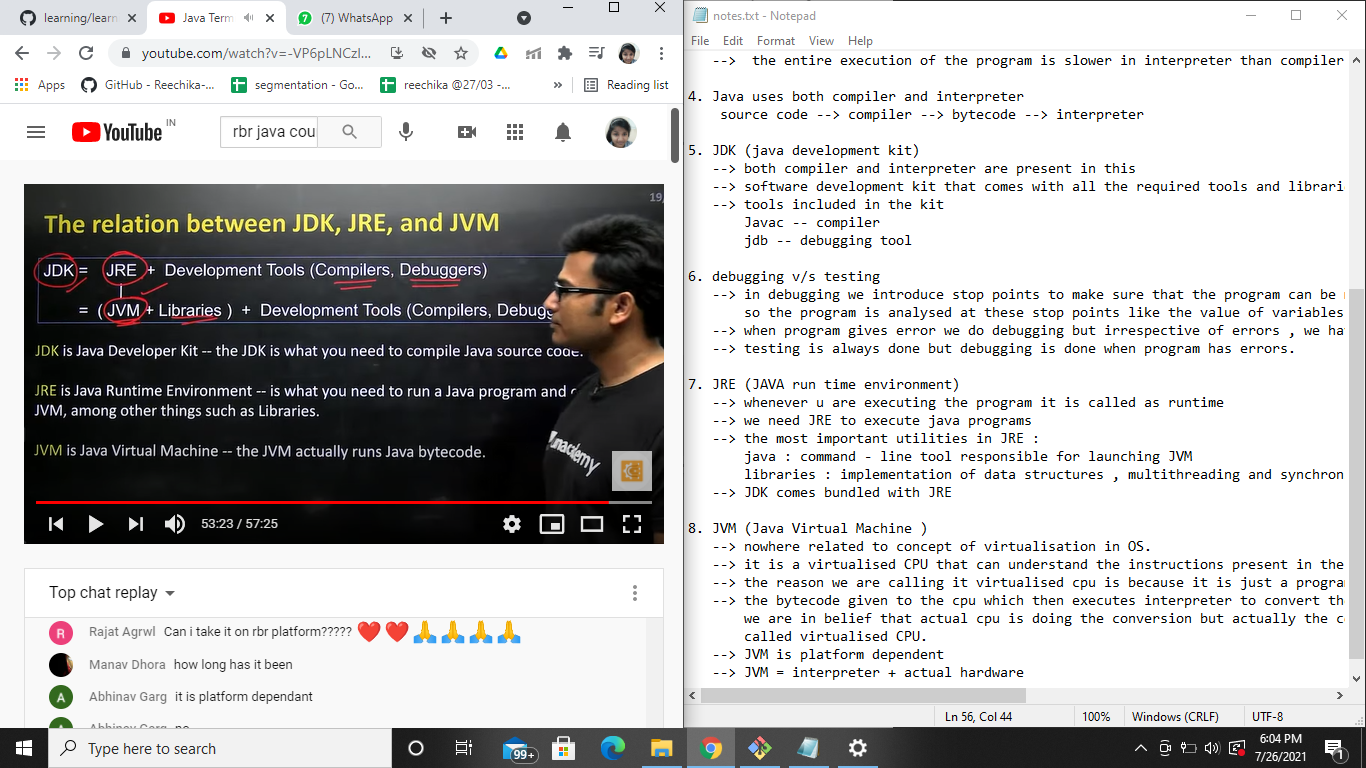 learning/learn
Java Term
(7) WhatsApp
youtube.com/watch?v=-VP6pLNCzI...
Apps
GitHub - Reechika-...
segmentation - Go...
reechika @27/03 -...
»
Reading list
YouTube IN
rbr java cou
19,
The relation between JDK, JRE, and JVM
JDK = JRE + Development Tools (Compilers, Debuggers)
= ( JVM + Libraries ) + Development Tools (Compilers, Debugg
JDK is Java Developer Kit -- the JDK is what you need to compile Java source code.
JRE is Java Runtime Environment -- is what you need to run a Java program and
JVM, among other things such as Libraries.
JVM is Java Virtual Machine -- the JVM actually runs Java bytecode.
unacademy
53:23 / 57:25
Top chat replay
R Rajat Agrwl Can i take it on rbr platform????? ❤️❤️🙏🙏🙏🙏
Manav Dhora how long has it been
A Abhinav Garg it is platform dependant
Abhinav Garg no
notes.txt - Notepad
File Edit Format View Help
--> the entire execution of the program is slower in interpreter than compiler
4. Java uses both compiler and interpreter
source code --> compiler --> bytecode --> interpreter
5. JDK (java development kit)
--> both compiler and interpreter are present in this
--> software development kit that comes with all the required tools and librari
--> tools included in the kit
Javac -- compiler
jdb -- debugging tool
6. debugging v/s testing
--> in debugging we introduce stop points to make sure that the program can be
so the program is analysed at these stop points like the value of variables
--> when program gives error we do debugging but irrespective of errors , we ha
--> testing is always done but debugging is done when program has errors.
7. JRE (JAVA run time environment)
--> whenever u are executing the program it is called as runtime
--> we need JRE to execute java programs
--> the most important utilities in JRE :
java : command - line tool responsible for launching JVM
libraries : implementation of data structures , multithreading and synchron
--> JDK comes bundled with JRE
8. JVM (Java Virtual Machine )
--> nowhere related to concept of virtualisation in OS.
--> it is a virtualised CPU that can understand the instructions present in the
--> the reason we are calling it virtualised cpu is because it is just a progra
--> the bytecode given to the cpu which then executes interpreter to convert th
we are in belief that actual cpu is doing the conversion but actually the c
called virtualised CPU.
--> JVM is platform dependent
--> JVM = interpreter + actual hardware
Ln 56, Col 44
100%
Windows (CRLF)
UTF-8
Type here to search
99+
6:04 PM
7/26/2021
1